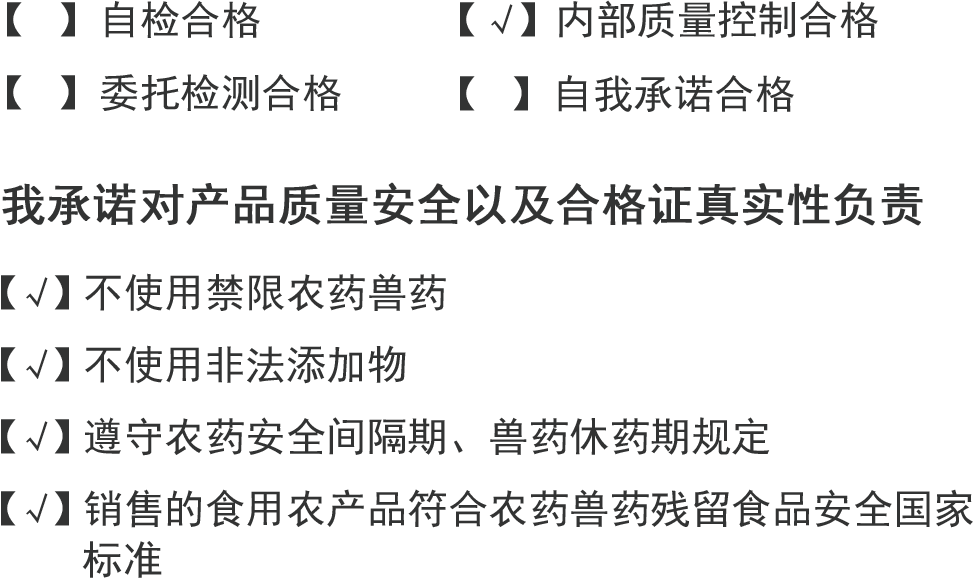 【 】自检合格 【√】内部质量控制合格
【 】委托检测合格 【 】自我承诺合格
我承诺对产品质量安全以及合格证真实性负责
【√】不使用禁限农药兽药
【√】不使用非法添加物
【√】遵守农药安全间隔期、兽药休药期规定
【√】销售的食用农产品符合农药兽药残留食品安全国家
标准